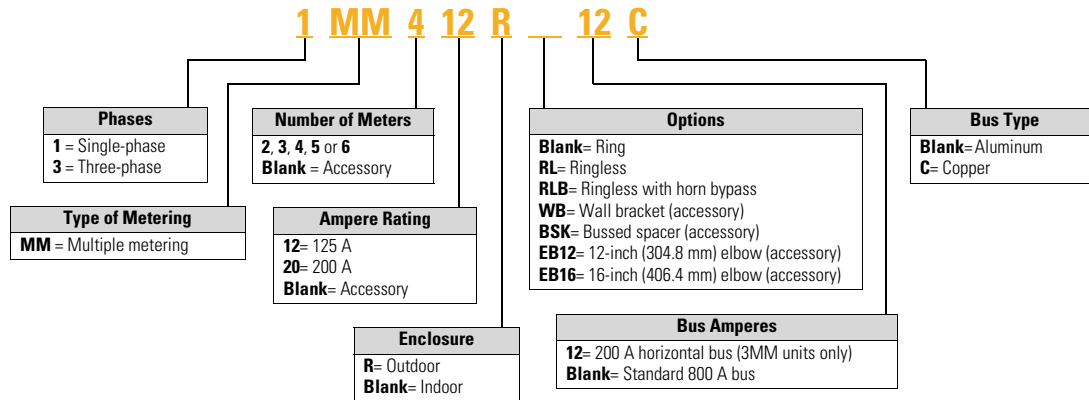 1 MM 4 12 R __ 12 C
Phases
1 = Single-phase
3 = Three-phase
Type of Metering
MM = Multiple metering
Number of Meters
2, 3, 4, 5 or 6
Blank = Accessory
Ampere Rating
12= 125 A
20= 200 A
Blank= Accessory
Enclosure
R= Outdoor
Blank= Indoor
Options
Blank= Ring
RL= Ringless
RLB= Ringless with horn bypass
WB= Wall bracket (accessory)
BSK= Bussed spacer (accessory)
EB12= 12-inch (304.8 mm) elbow (accessory)
EB16= 16-inch (406.4 mm) elbow (accessory)
Bus Amperes
12= 200 A horizontal bus (3MM units only)
Blank= Standard 800 A bus
Bus Type
Blank= Aluminum
C= Copper